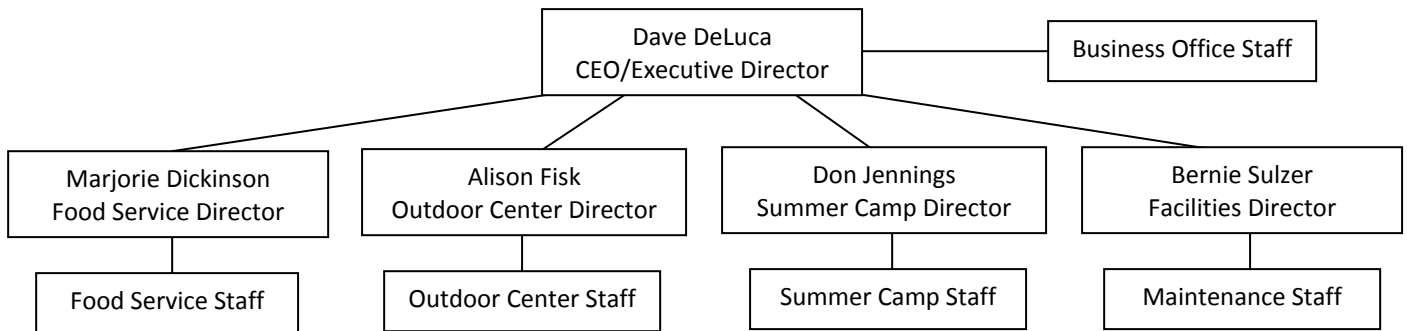 Dave DeLuca
CEO/Executive Director
Business Office Staff
Marjorie Dickinson
Food Service Director
Alison Fisk
Outdoor Center Director
Don Jennings
Summer Camp Director
Bernie Sulzer
Facilities Director
Food Service Staff
Outdoor Center Staff
Summer Camp Staff
Maintenance Staff